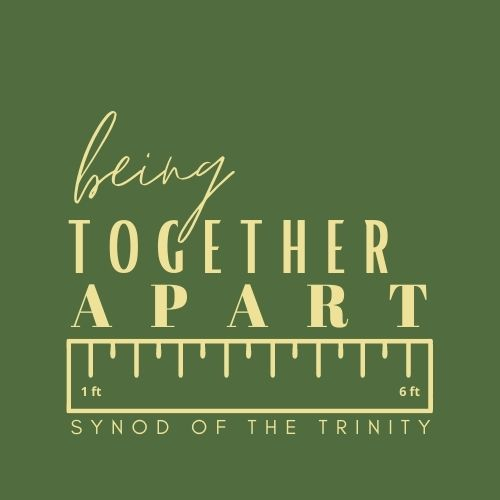 being
TOGETHER
APART
1 ft 6 ft
SYNOD OF THE TRINITY